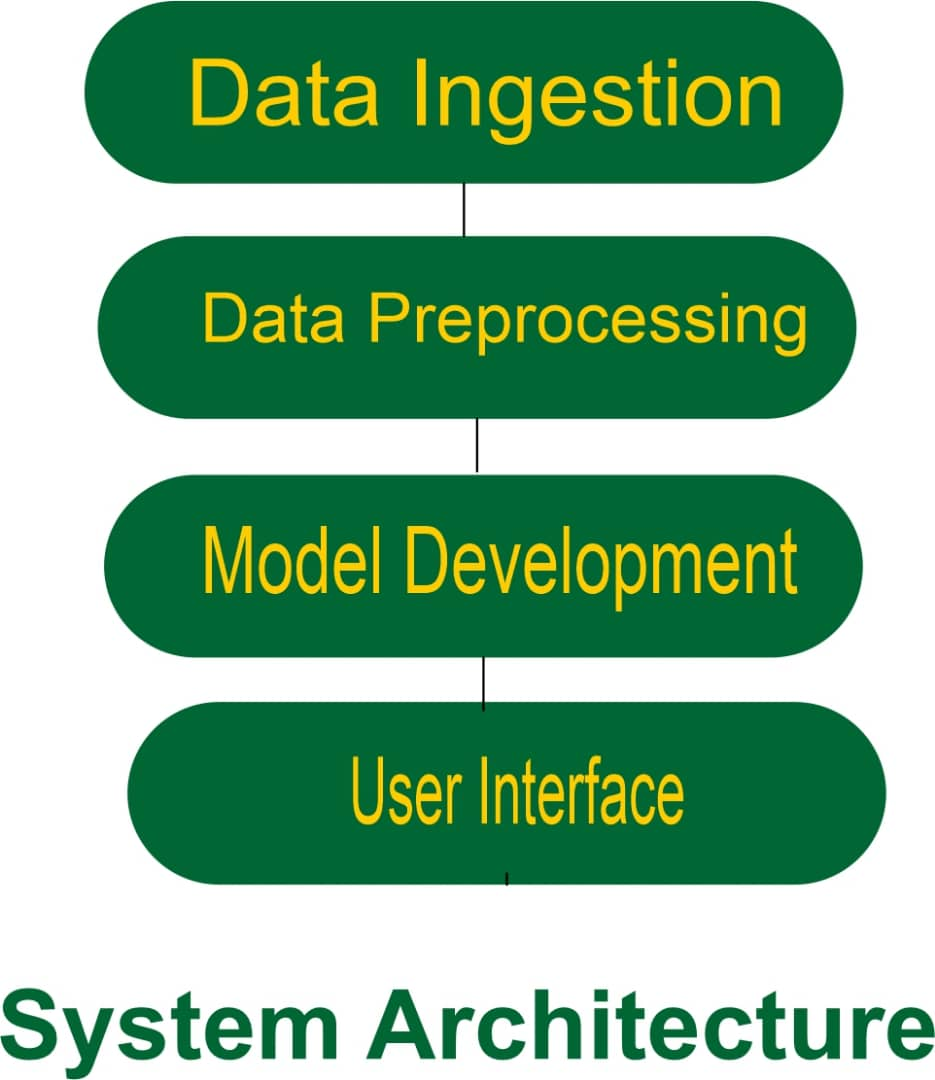 Data Ingestion
Data Preprocessing
Model Development
User Interface
System Architecture